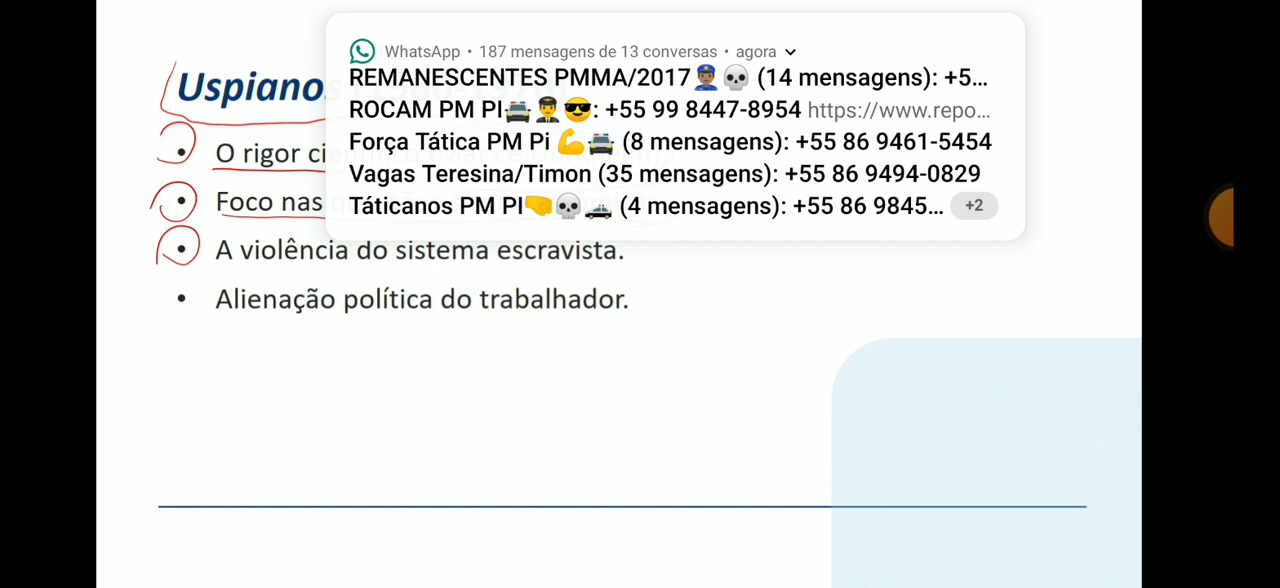 WhatsApp • 187 mensagens de 13 conversas • agora
REMANESCENTES PMMA/2017👮🏽💀 (14 mensagens): +5...
ROCAM PM PI🚔👨‍✈️😎: +55 99 8447-8954 https://www.repo...
Força Tática PM Pi 💪🚔 (8 mensagens): +55 86 9461-5454
Vagas Teresina/Timon (35 mensagens): +55 86 9494-0829
Táticanos PM PI🤜💀🚓 (4 mensagens): +55 86 9845... +2
Uspianos
• O rigor
• Foco nas
• A violência do sistema escravista.
• Alienação política do trabalhador.